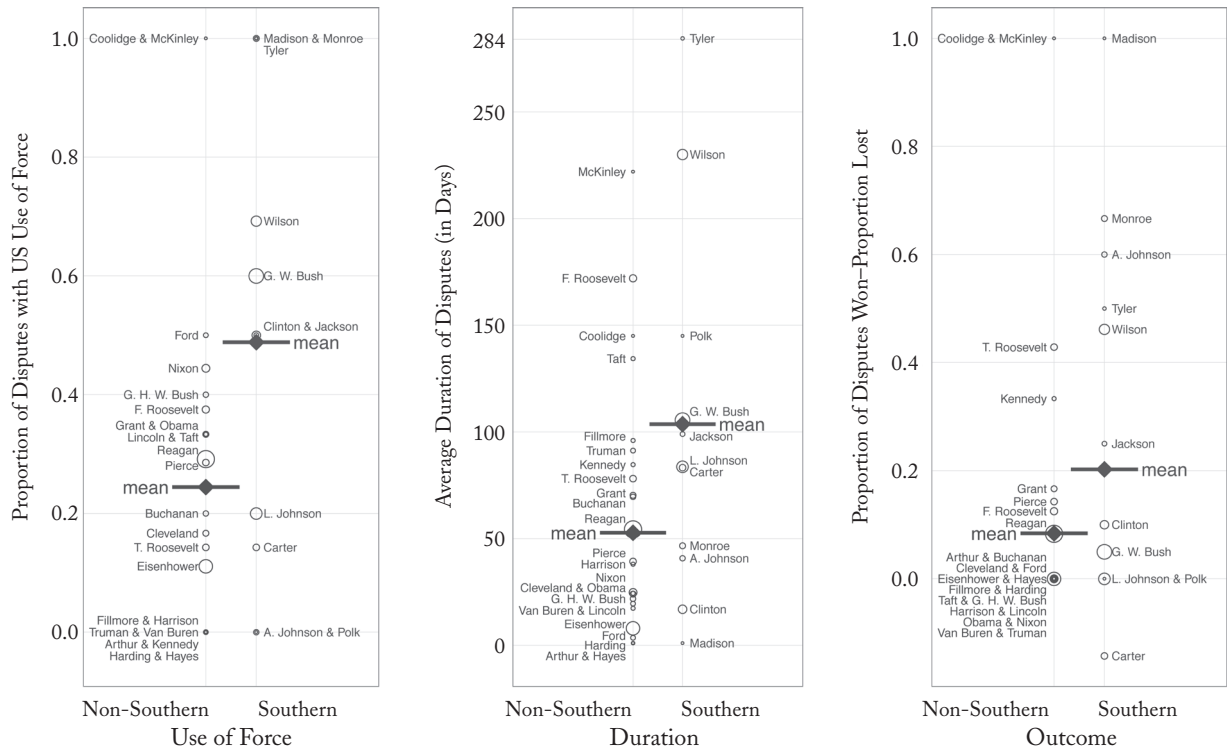 Proportion of Disputes with US Use of Force
1.0
0.8
0.6
0.4
0.2
0.0
Coolidge & McKinley
Madison & Monroe
Tyler
Wilson
G. W. Bush
Clinton & Jackson
Ford
mean
Nixon
G. H. W. Bush
F. Roosevelt
Grant & Obama
Lincoln & Taft
Reagan
Pierce
mean
Buchanan
L. Johnson
Cleveland
T. Roosevelt
Carter
Eisenhower
Fillmore & Harrison
Truman & Van Buren
A. Johnson & Polk
Arthur & Kennedy
Harding & Hayes
Non-Southern
Southern
Use of Force
Average Duration of Disputes (in Days)
284
250
200
150
100
50
0
Tyler
Wilson
McKinley
F. Roosevelt
Coolidge
Polk
Taft
G. W. Bush
mean
Fillmore
Jackson
Truman
Kennedy
L. Johnson
T. Roosevelt
Carter
Grant
Buchanan
Reagan
mean
Monroe
Pierce
A. Johnson
Harrison
Nixon
Cleveland & Obama
G. H. W. Bush
Van Buren & Lincoln
Clinton
Eisenhower
Ford
Harding
Madison
Arthur & Hayes
Non-Southern
Southern
Duration
Proportion of Disputes Won–Proportion Lost
1.0
0.8
0.6
0.4
0.2
0.0
Coolidge & McKinley
Madison
Monroe
A. Johnson
Tyler
Wilson
T. Roosevelt
Kennedy
Jackson
mean
Grant
Pierce
F. Roosevelt
Reagan
Clinton
mean
G. W. Bush
Arthur & Buchanan
Cleveland & Ford
Eisenhower & Hayes
L. Johnson & Polk
Fillmore & Harding
Taft & G. H. W. Bush
Harrison & Lincoln
Obama & Nixon
Van Buren & Truman
Carter
Non-Southern
Southern
Outcome